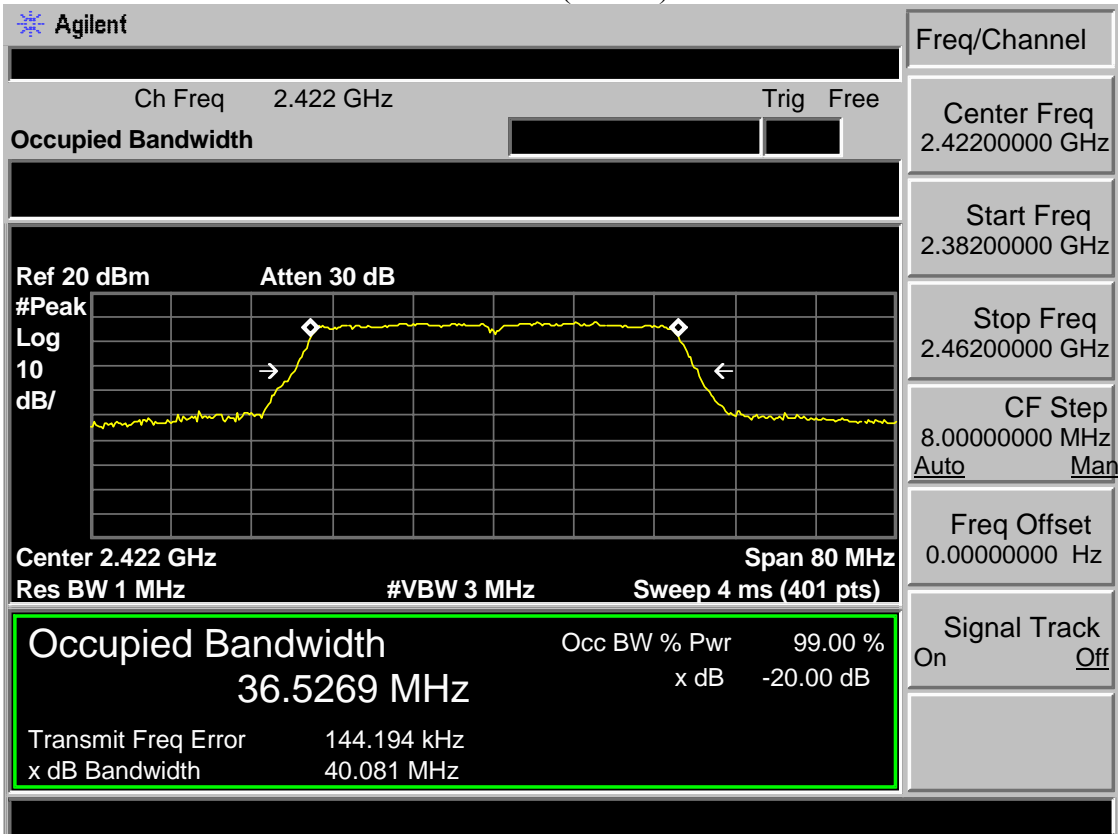 Agilent
Freq/Channel
Ch Freq 2.422 GHz Trig Free
Occupied Bandwidth
Center Freq
2.42200000 GHz
Start Freq
2.38200000 GHz
Stop Freq
2.46200000 GHz
CF Step
8.00000000 MHz
Auto Man
Freq Offset
0.00000000 Hz
Signal Track
On Off
Ref 20 dBm Atten 30 dB
#Peak
Log
10
dB/
Center 2.422 GHz Span 80 MHz
Res BW 1 MHz #VBW 3 MHz Sweep 4 ms (401 pts)
Occupied Bandwidth Occ BW % Pwr 99.00 %
36.5269 MHz x dB -20.00 dB
Transmit Freq Error 144.194 kHz
x dB Bandwidth 40.081 MHz